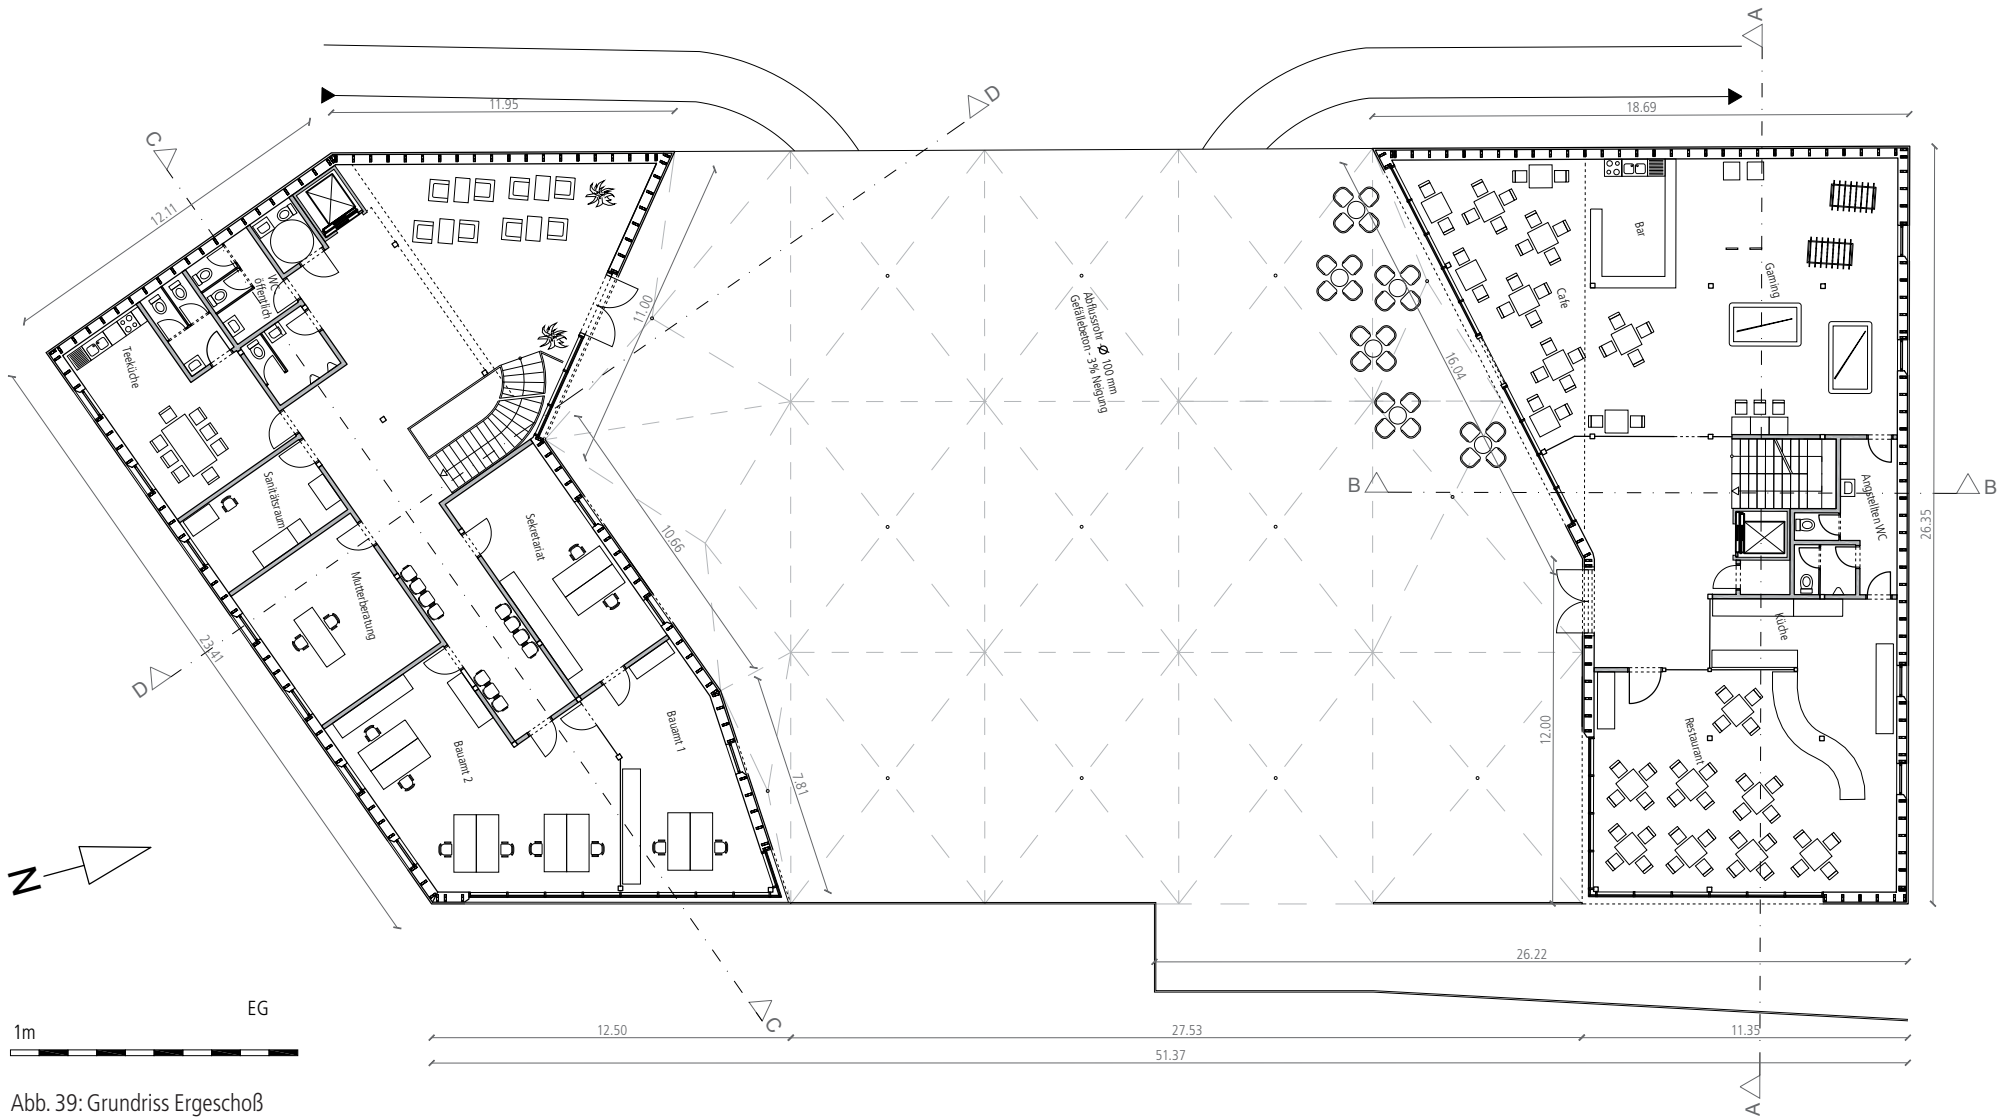 A
D
11.95
18.69
C
12.11
WC
öffentlich
Teeküche
11.00
Abflussrohr Ø 100 mm
Gefällebeton - 3% Neigung
Bar
Gaming
Cafe
16.04
B
B
Sanitätsraum
Sekretariat
10.66
Angstellten WC
26.35
Mutterberatung
23.41
D
Küche
Bauamt 1
Bauamt 2
7.81
12.00
Restaurant
N
26.22
EG
1m
C
12.50
27.53
11.35
51.37
A
Abb. 39: Grundriss Ergeschoß